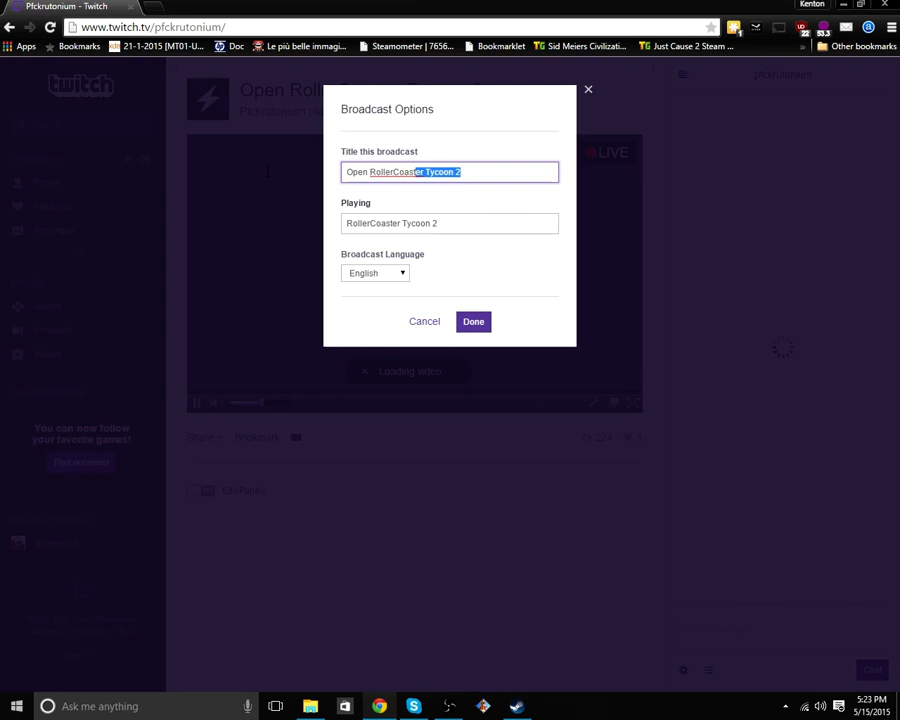 Pfckrutonium - Twitch
Kenton
www.twitch.tv/pfckrutonium/
Apps
Bookmarks
21-1-2015 [MT01-U...
Doc
Le più belle immagi...
Steamometer | 7656...
Bookmarklet
Sid Meiers Civilizati...
Just Cause 2 Steam ...
»
Other bookmarks
twitch
Open Roll
pfckrutonium
Broadcast Options
Title this broadcast
Open RollerCoaster Tycoon 2
LIVE
Playing
RollerCoaster Tycoon 2
Broadcast Language
English
Cancel
Done
Loading video...
You can now follow
your favorite games!
Find out more!
Share
Bookmark
224
Edit Panels
Chat
Ask me anything
5:23 PM
5/15/2015